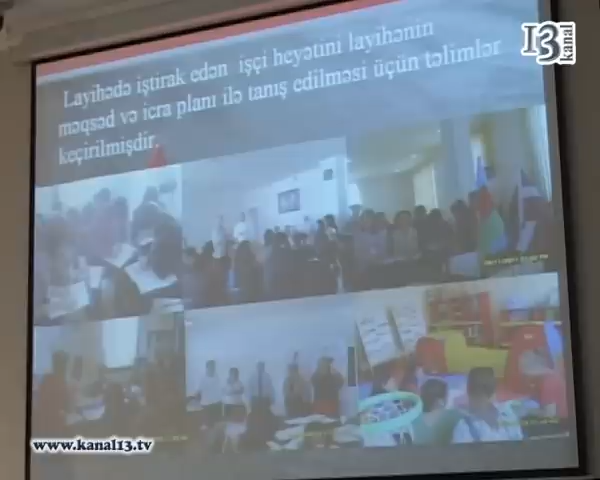 13 kanal
Layihədə iştirak edən işçi heyətini layihənin
məqsəd və icra planı ilə tanış edilməsi üçün təlimlər
keçirilmişdir.
www.kanal13.tv